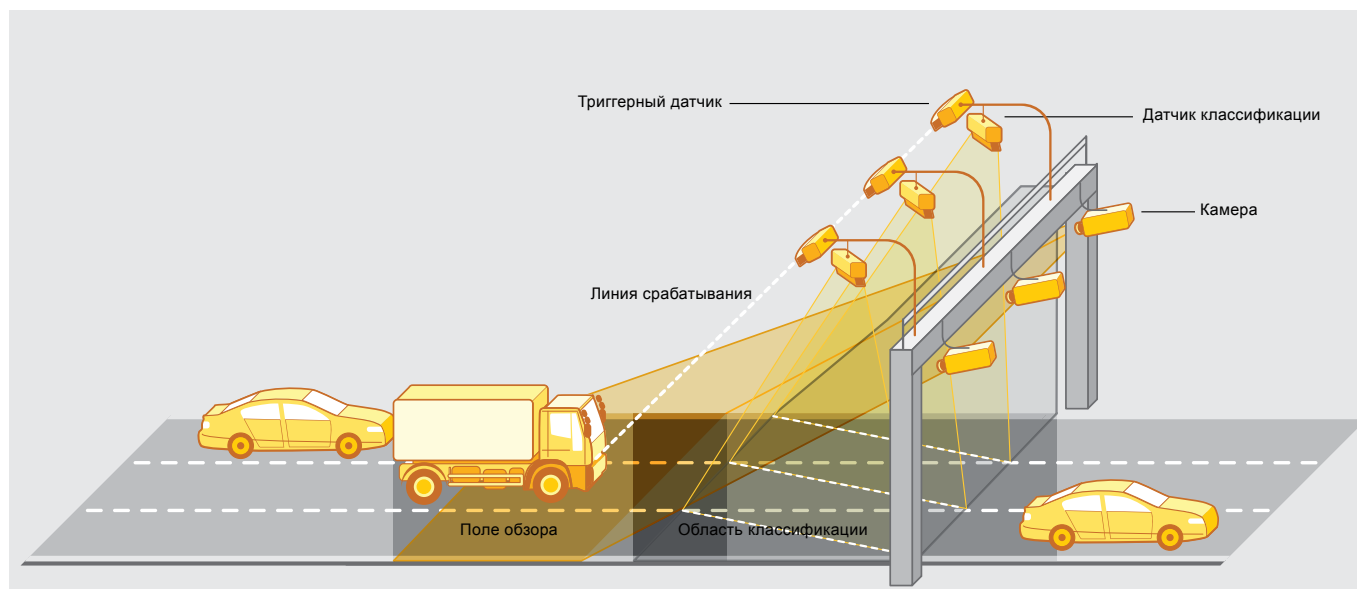 Триггерный датчик
Датчик классификации
Камера
Линия срабатывания
Поле обзора
Область классификации